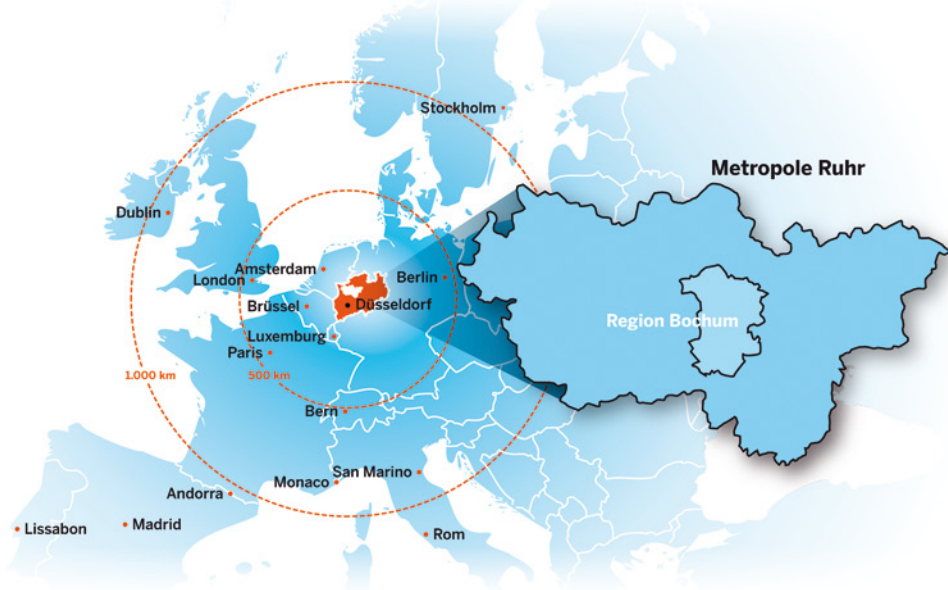 Stockholm
Metropole Ruhr
Dublin
Amsterdam
London
Berlin
Brüssel
Düsseldorf
Region Bochum
Luxemburg
Paris
1.000 km
500 km
Bern
San Marino
Monaco
Andorra
Lissabon
Madrid
Rom